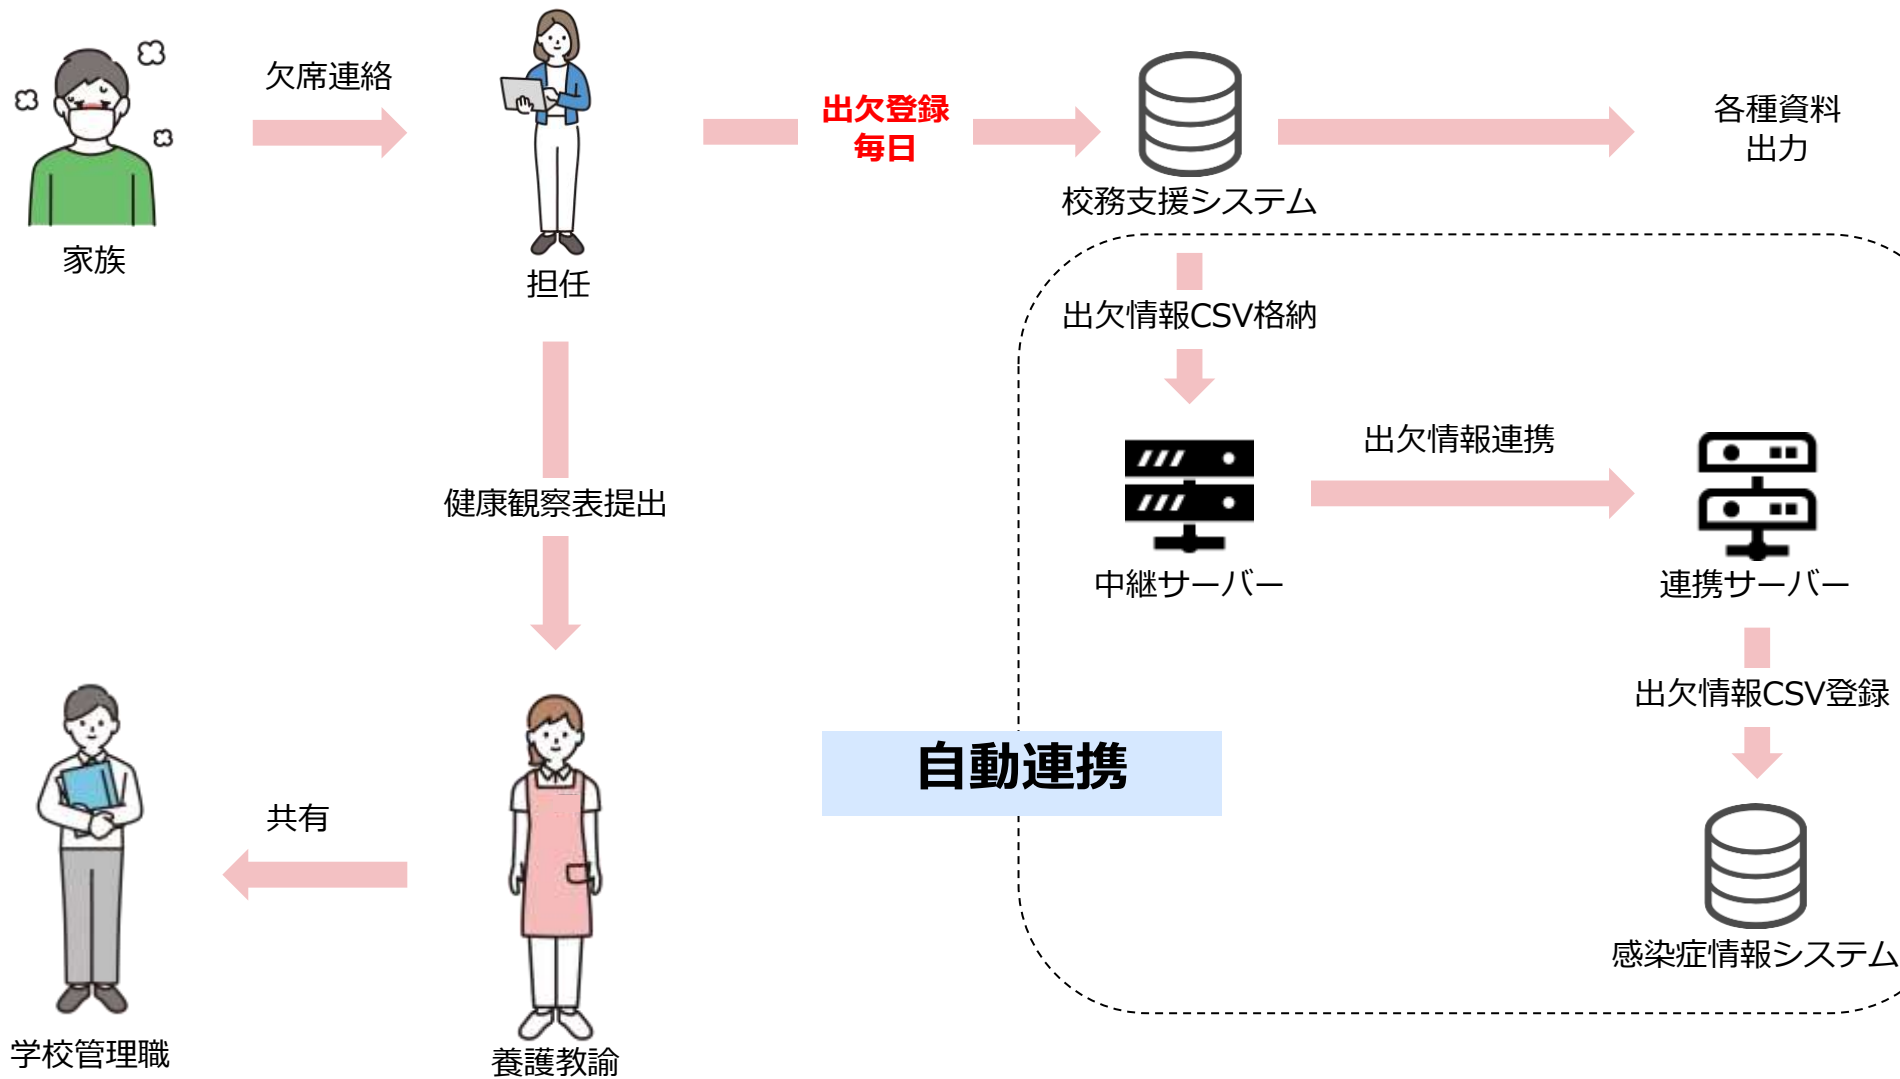 欠席連絡
家族
担任
出欠登録
毎日
校務支援システム
各種資料
出力
出欠情報CSV格納
中継サーバー
出欠情報連携
連携サーバー
出欠情報CSV登録
感染症情報システム
自動連携
健康観察表提出
養護教諭
共有
学校管理職